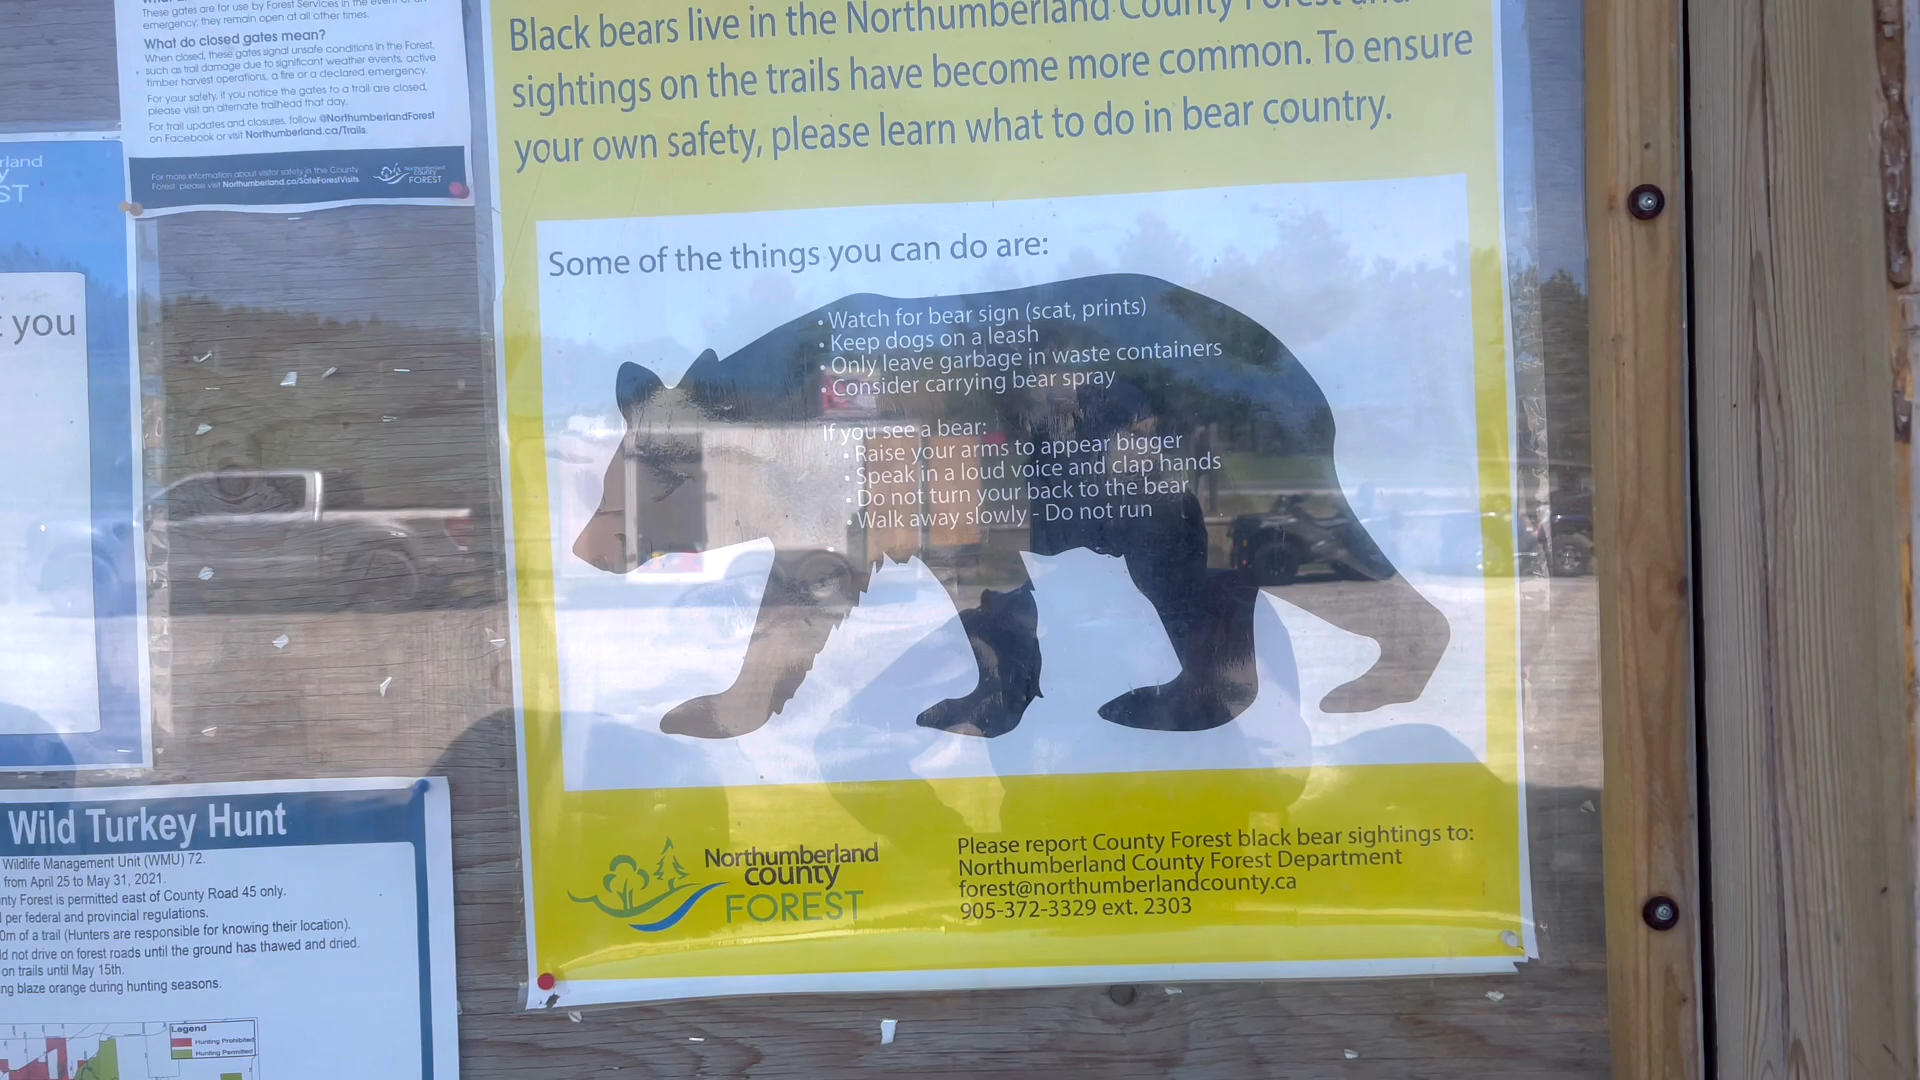 These gates are for use by Forest Services in the event of an
emergency; they remain open at all other times.
What do closed gates mean?
When closed, these gates signal unsafe conditions in the Forest,
such as trail damage due to significant weather events, active
timber harvest operations, a fire or a declared emergency.
For your safety, if you notice the gates to a trail are closed,
please visit an alternate trailhead that day.
For trail updates and closures, follow @NorthumberlandForest
on Facebook or visit Northumberland.ca/Trails.
For more information about visitor safety in the County
Forest, please visit Northumberland.ca/SafeForestVisits.
Northumberland
county
FOREST
you
Black bears live in the Northumberland County Forest and
sightings on the trails have become more common. To ensure
your own safety, please learn what to do in bear country.
Some of the things you can do are:
• Watch for bear sign (scat, prints)
• Keep dogs on a leash
• Only leave garbage in waste containers
• Consider carrying bear spray
If you see a bear:
• Raise your arms to appear bigger
• Speak in a loud voice and clap hands
• Do not turn your back to the bear
• Walk away slowly - Do not run
Northumberland
county
FOREST
Please report County Forest black bear sightings to:
Northumberland County Forest Department
forest@northumberlandcounty.ca
905-372-3329 ext. 2303
Wild Turkey Hunt
Wildlife Management Unit (WMU) 72.
from April 25 to May 31, 2021.
nty Forest is permitted east of County Road 45 only.
per federal and provincial regulations.
0m of a trail (Hunters are responsible for knowing their location).
ld not drive on forest roads until the ground has thawed and dried.
on trails until May 15th.
ng blaze orange during hunting seasons.
Legend
Hunting Prohibited
Hunting Permitted